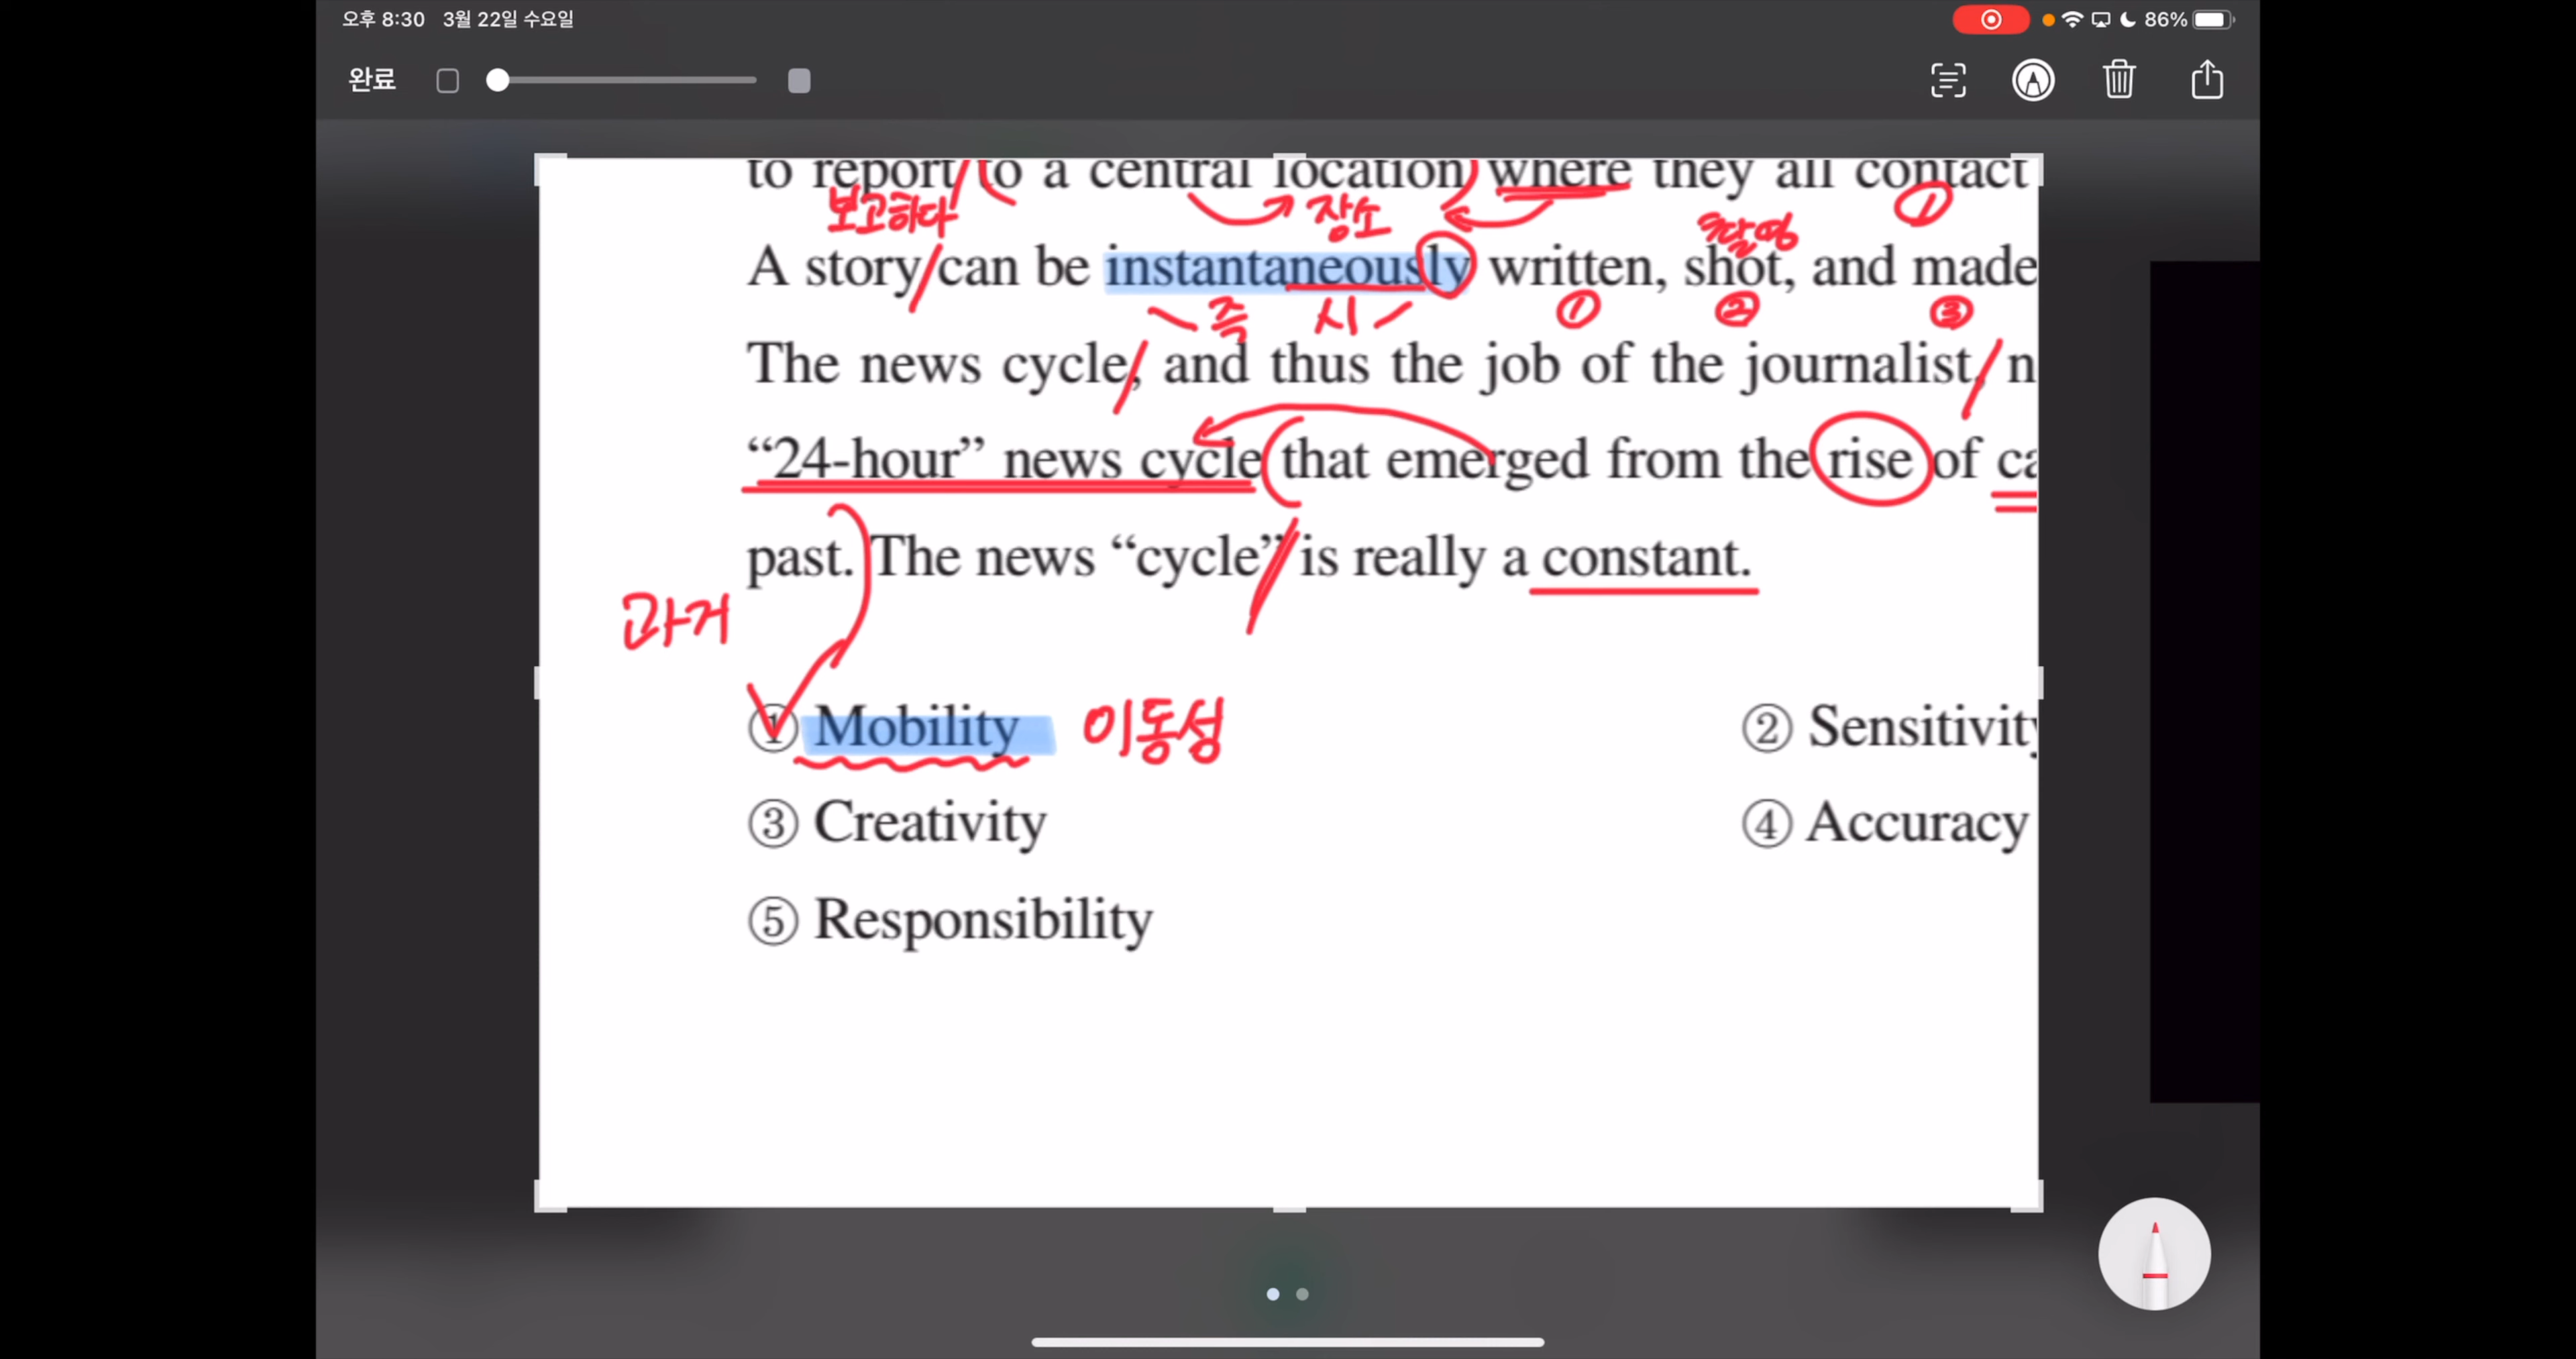 오후 8:30 3월 22일 수요일 86%
완료
to report to a central location where they all contact
보고하다 장소 ①
촬영
A story can be instantaneously written, shot, and made
즉 시 ① ② ③
The news cycle, and thus the job of the journalist, n
“24-hour” news cycle that emerged from the rise of ca
past. The news “cycle” is really a constant.
과거
① Mobility 이동성 ② Sensitivity
③ Creativity ④ Accuracy
⑤ Responsibility